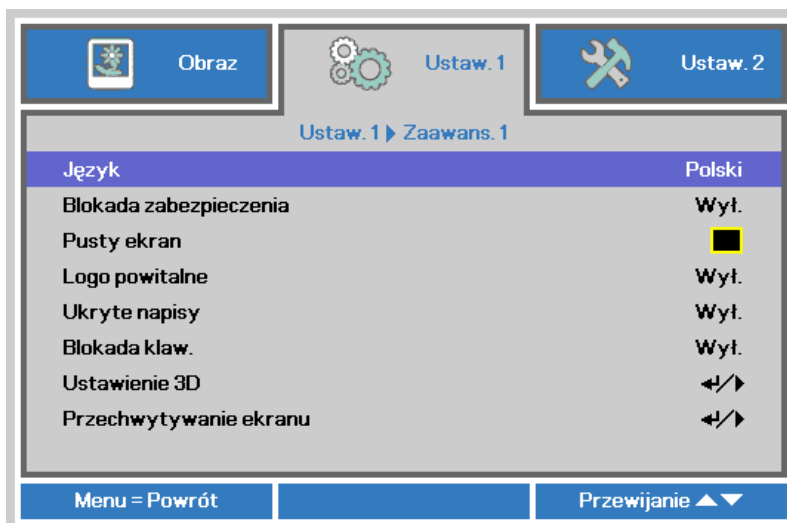 Obraz
Ustaw. 1
Ustaw. 2
Ustaw. 1 Zaawans. 1
Język Polski
Blokada zabezpieczenia Wył.
Pusty ekran
Logo powitalne Wył.
Ukryte napisy Wył.
Blokada klaw. Wył.
Ustawienie 3D
Przechwytywanie ekranu
Menu = Powrót
Przewijanie